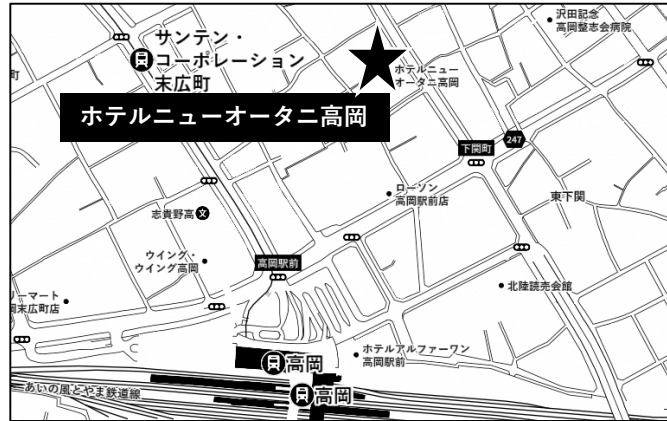 沢田記念
高岡整志会病院
サンテン・
コーポレーション
末広町
町
ホテルニュー
オータニ高岡
ホテルニューオータニ高岡
247
下関町
ローソン
高岡駅前店
東下関
志貴野高
文
ウイング・
ウイング高岡
高岡駅前
北陸読売会館
リーマート
岡末広町店
ホテルアルファーワン
高岡駅前
高岡
あいの風とやま鉄道線
高岡